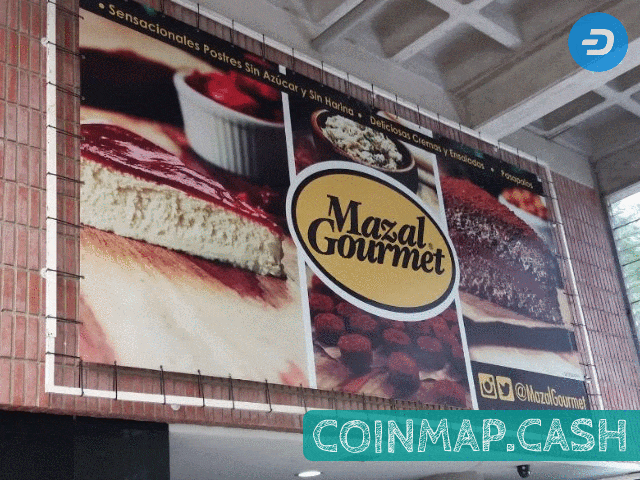 • Sensacionales Postres Sin Azúcar y Sin Harina • Deliciosas Cremas y Ensaladas • Pasapalos
Mazal
Gourmet
@MazalGourmet
COINMAP.CASH